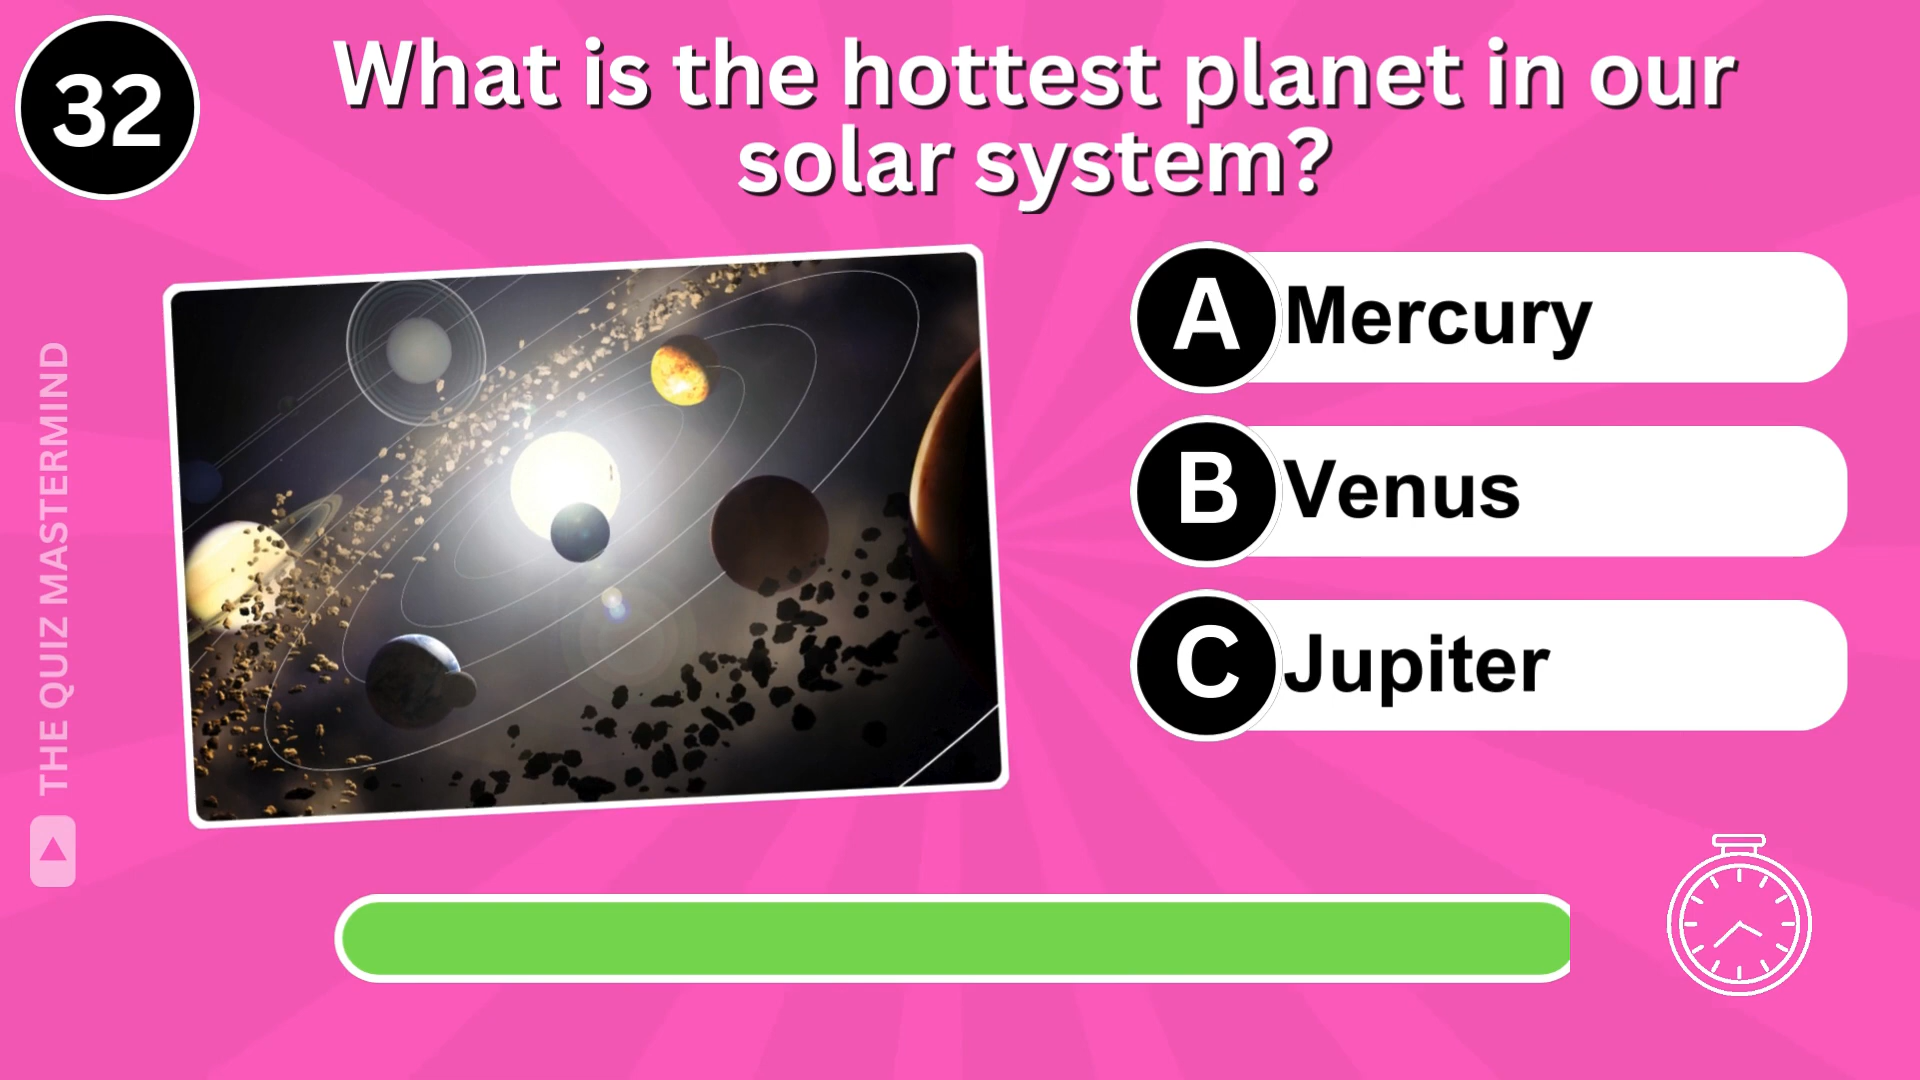 32
What is the hottest planet in our
solar system?
A Mercury
B Venus
C Jupiter
THE QUIZ MASTERMIND